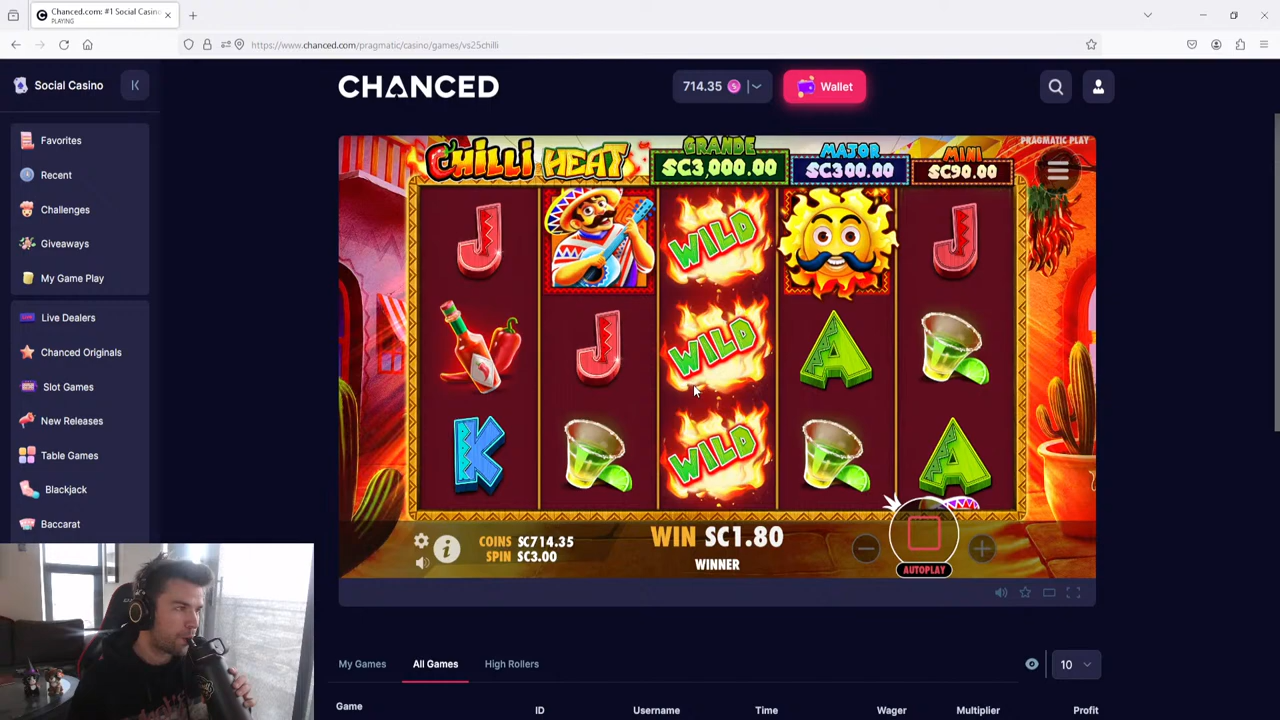 Chanced.com: #1 Social Casino
PLAYING
https://www.chanced.com/pragmatic/casino/games/vs25chilli
Social Casino
CHANCED
714.35
Wallet
Favorites
Recent
Challenges
Giveaways
My Game Play
Live Dealers
Chanced Originals
Slot Games
New Releases
Table Games
Blackjack
Baccarat
PRAGMATIC PLAY
CHILLI HEAT
GRANDE
SC3,000.00
MAJOR
SC300.00
MINI
SC90.00
J
WILD
J
J
WILD
A
K
WILD
A
COINS SC714.35
SPIN SC3.00
WIN SC1.80
WINNER
AUTOPLAY
My Games
All Games
High Rollers
10
Game
ID
Username
Time
Wager
Multiplier
Profit